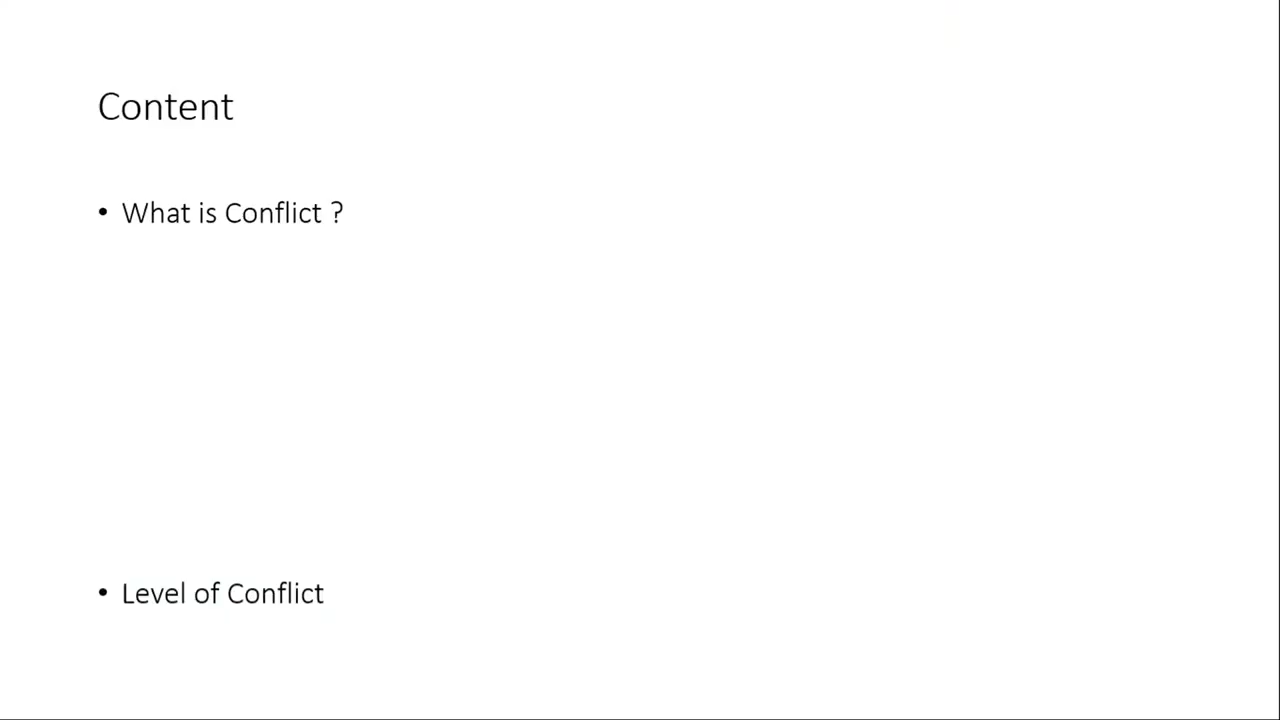 Content
• What is Conflict ?
• Level of Conflict